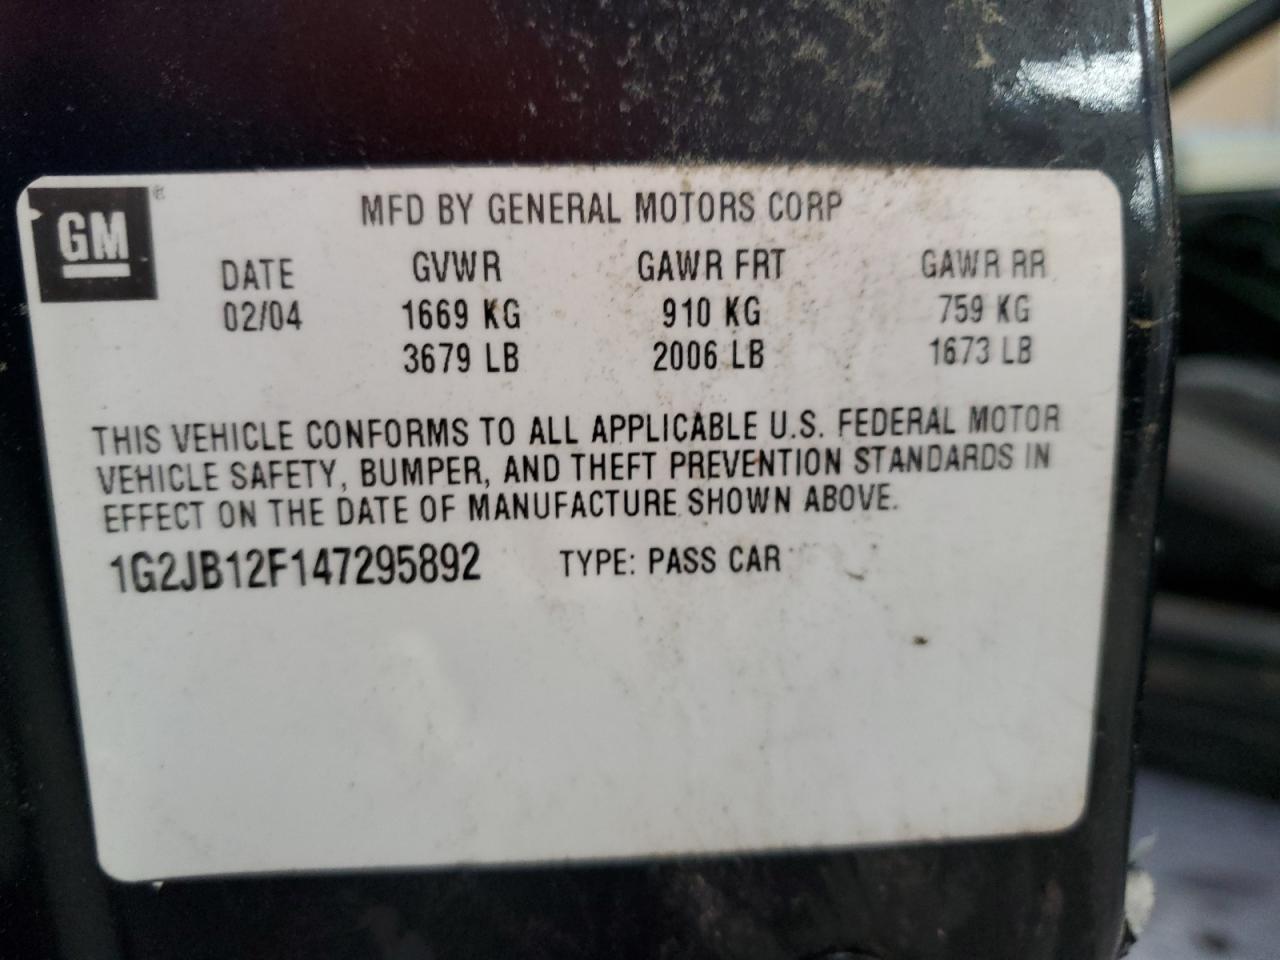 GM ®
MFD BY GENERAL MOTORS CORP
DATE GVWR GAWR FRT GAWR RR
02/04 1669 KG 910 KG 759 KG
3679 LB 2006 LB 1673 LB
THIS VEHICLE CONFORMS TO ALL APPLICABLE U.S. FEDERAL MOTOR
VEHICLE SAFETY, BUMPER, AND THEFT PREVENTION STANDARDS IN
EFFECT ON THE DATE OF MANUFACTURE SHOWN ABOVE.
1G2JB12F147295892 TYPE: PASS CAR